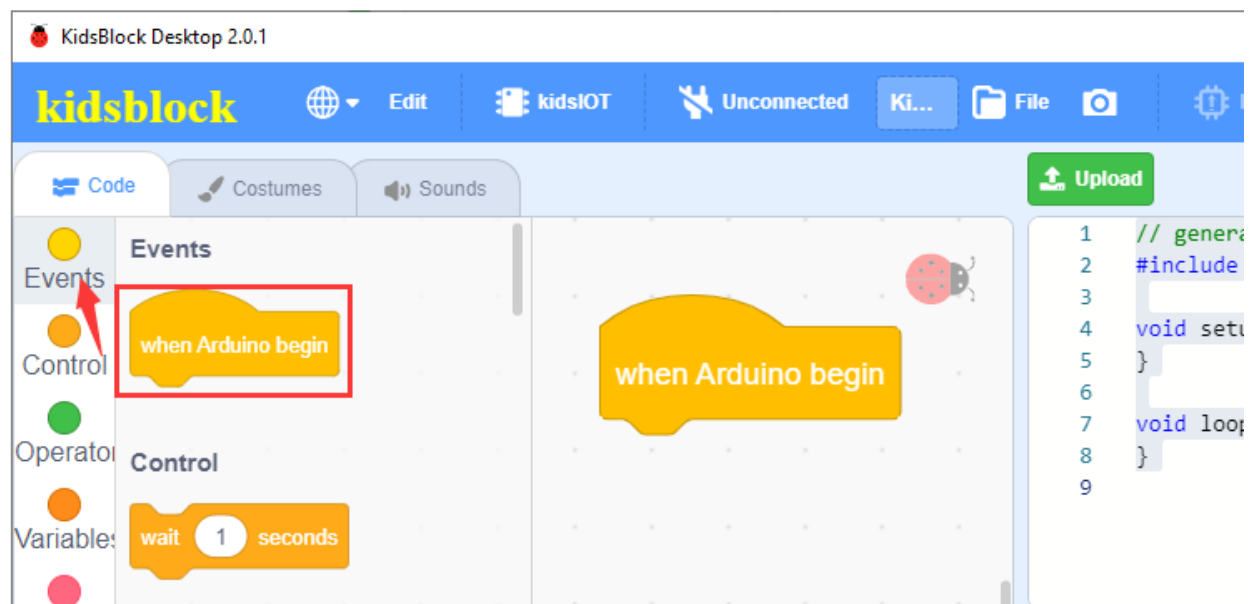 KidsBlock Desktop 2.0.1
kidsblock Edit kidsIOT Unconnected Ki... File
Code Costumes Sounds Upload
Events
Events
when Arduino begin
Control
Operator
Control
Variables
wait 1 seconds
when Arduino begin
1 // genera
2 #include
3
4 void setu
5 }
6
7 void loop
8 }
9